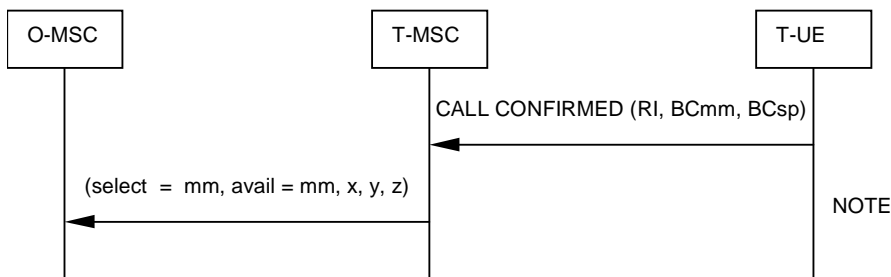 O-MSC
T-MSC
T-UE
CALL CONFIRMED (RI, BCmm, BCsp)
(select = mm, avail = mm, x, y, z)
NOTE